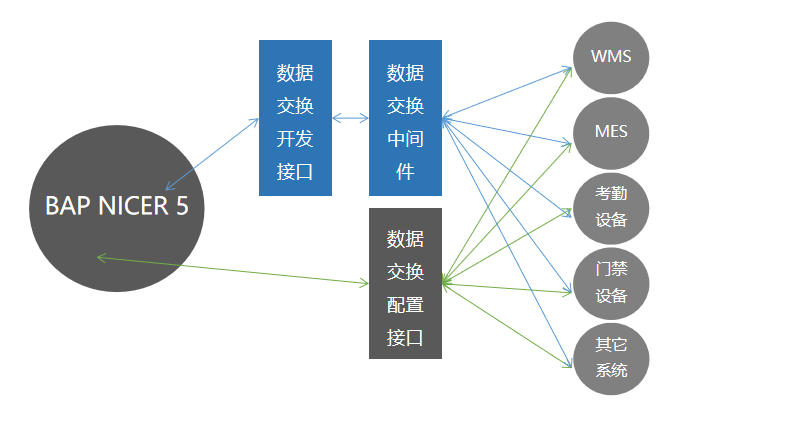 BAP NICER 5
数据
交换
开发
接口
数据
交换
中间
件
数据
交换
配置
接口
WMS
MES
考勤
设备
门禁
设备
其它
系统